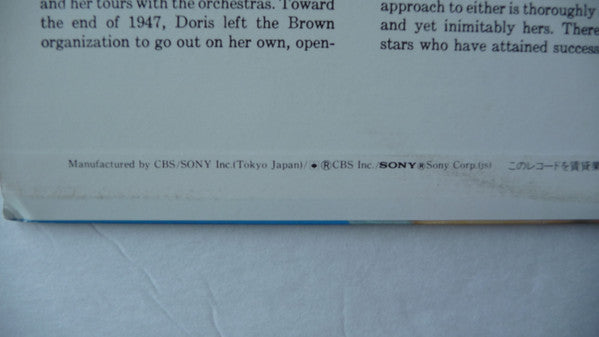 and her tours with the orchestras. Toward
the end of 1947, Doris left the Brown
organization to go out on her own, open-
approach to either is thoroughly
and yet inimitably hers. There
stars who have attained success
Manufactured by CBS/SONY Inc.(Tokyo Japan)/®CBS Inc./SONY®Sony Corp.(js) このレコードを賃貸業